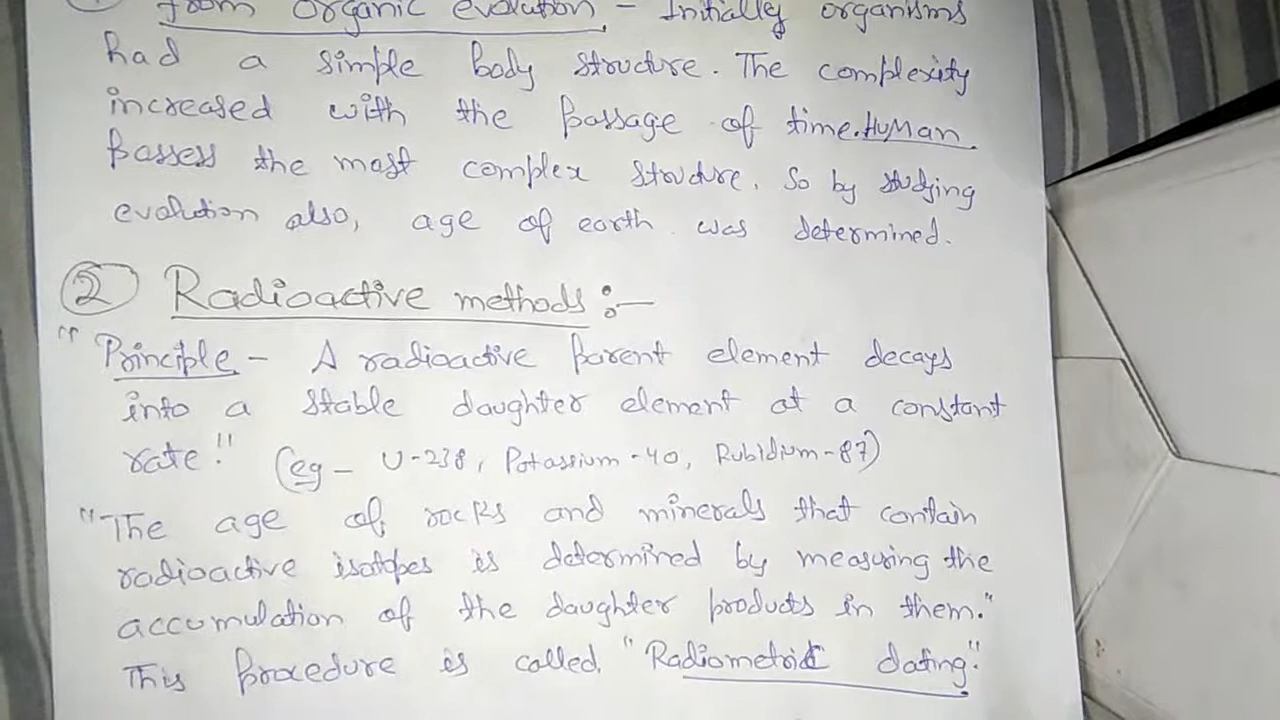 from organic evolution - Initially organisms
had a simple body structure. The complexity
increased with the passage of time. Human
possess the most complex structure. So by studying
evolution also, age of earth was determined.
② Radioactive methods :-
"Principle - A radioactive parent element decays
into a stable daughter element at a constant
rate." (eg - U-238, Potassium-40, Rubidium-87)
"The age of rocks and minerals that contain
radioactive isotopes is determined by measuring the
accumulation of the daughter products in them."
This procedure is called "Radiometric dating".